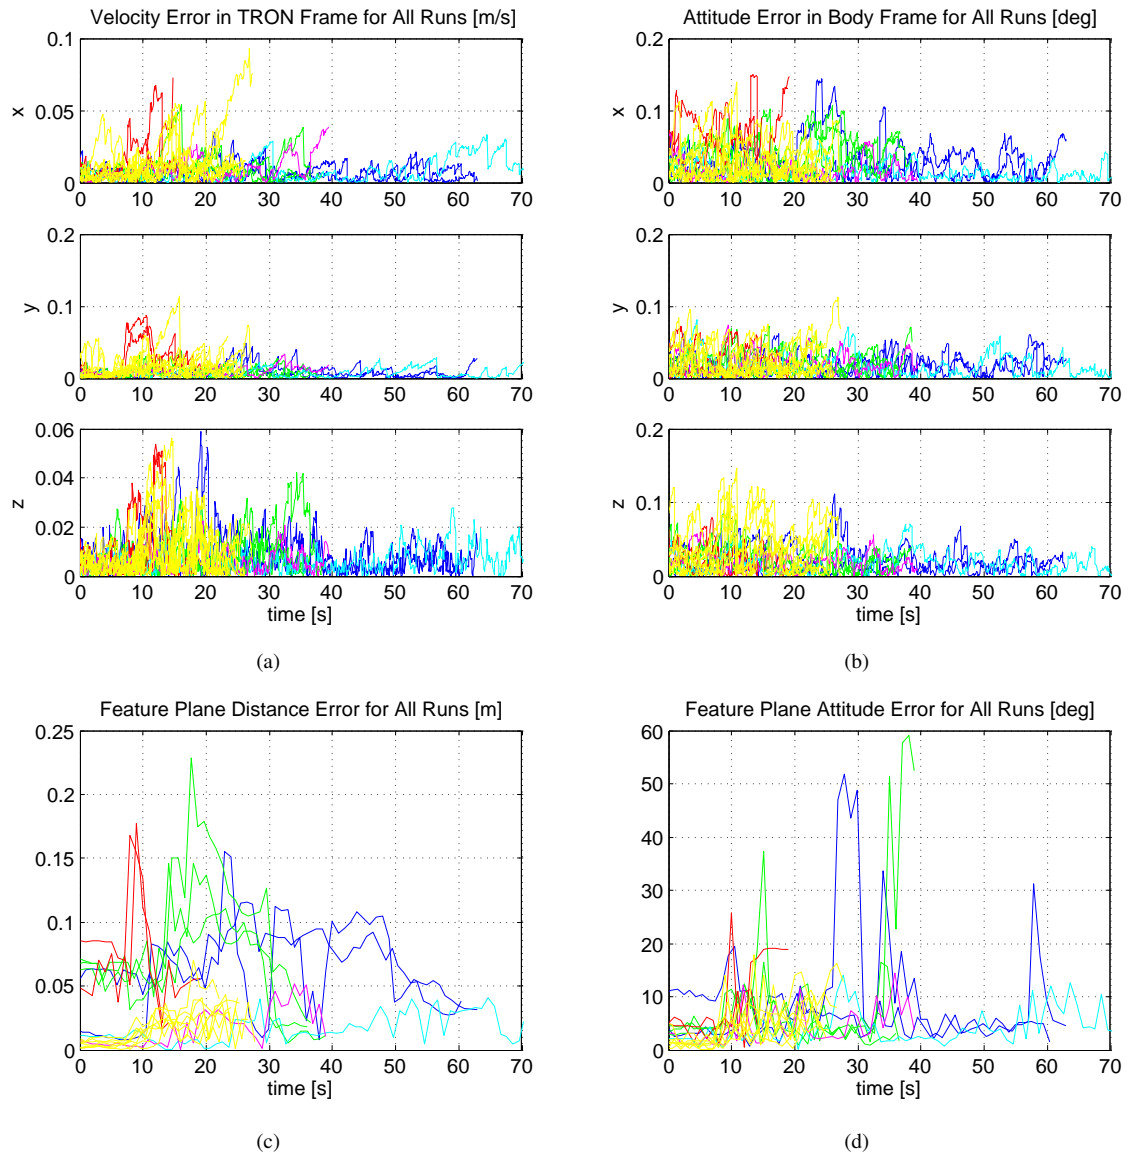 Velocity Error in TRON Frame for All Runs [m/s]
0.1
0.05
0
x
0 10 20 30 40 50 60 70
0.2
0.1
0
y
0 10 20 30 40 50 60 70
0.06
0.04
0.02
0
z
0 10 20 30 40 50 60 70
time [s]
(a)
Attitude Error in Body Frame for All Runs [deg]
0.2
0.1
0
x
0 10 20 30 40 50 60 70
0.2
0.1
0
y
0 10 20 30 40 50 60 70
0.2
0.1
0
z
0 10 20 30 40 50 60 70
time [s]
(b)
Feature Plane Distance Error for All Runs [m]
0.25
0.2
0.15
0.1
0.05
0
0 10 20 30 40 50 60 70
time [s]
(c)
Feature Plane Attitude Error for All Runs [deg]
60
50
40
30
20
10
0
0 10 20 30 40 50 60 70
time [s]
(d)